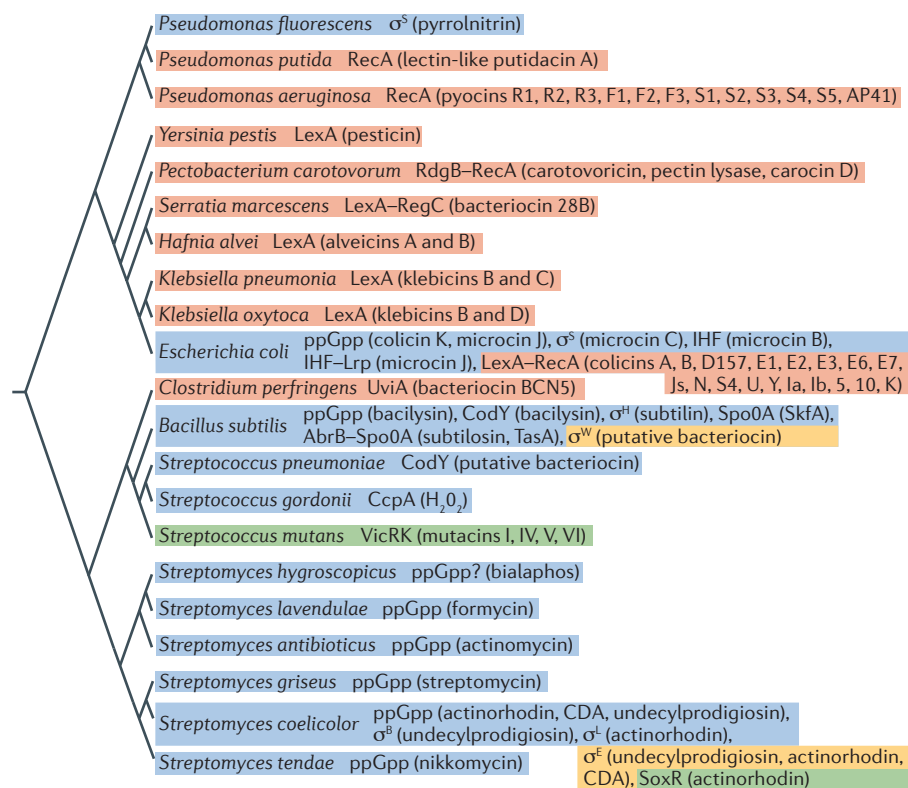 Pseudomonas fluorescens σS (pyrrolnitrin)
Pseudomonas putida RecA (lectin-like putidacin A)
Pseudomonas aeruginosa RecA (pyocins R1, R2, R3, F1, F2, F3, S1, S2, S3, S4, S5, AP41)
Yersinia pestis LexA (pesticin)
Pectobacterium carotovorum RdgB–RecA (carotovoricin, pectin lysase, carocin D)
Serratia marcescens LexA–RegC (bacteriocin 28B)
Hafnia alvei LexA (alveicins A and B)
Klebsiella pneumonia LexA (klebicins B and C)
Klebsiella oxytoca LexA (klebicins B and D)
Escherichia coli ppGpp (colicin K, microcin J), σS (microcin C), IHF (microcin B),
IHF–Lrp (microcin J), LexA–RecA (colicins A, B, D157, E1, E2, E3, E6, E7,
Js, N, S4, U, Y, Ia, Ib, 5, 10, K)
Clostridium perfringens UviA (bacteriocin BCN5)
Bacillus subtilis ppGpp (bacilysin), CodY (bacilysin), σH (subtilin), Spo0A (SkfA),
AbrB–Spo0A (subtilosin, TasA), σW (putative bacteriocin)
Streptococcus pneumoniae CodY (putative bacteriocin)
Streptococcus gordonii CcpA (H202)
Streptococcus mutans VicRK (mutacins I, IV, V, VI)
Streptomyces hygroscopicus ppGpp? (bialaphos)
Streptomyces lavendulae ppGpp (formycin)
Streptomyces antibioticus ppGpp (actinomycin)
Streptomyces griseus ppGpp (streptomycin)
Streptomyces coelicolor ppGpp (actinorhodin, CDA, undecylprodigiosin),
σB (undecylprodigiosin), σL (actinorhodin),
σE (undecylprodigiosin, actinorhodin,
CDA), SoxR (actinorhodin)
Streptomyces tendae ppGpp (nikkomycin)